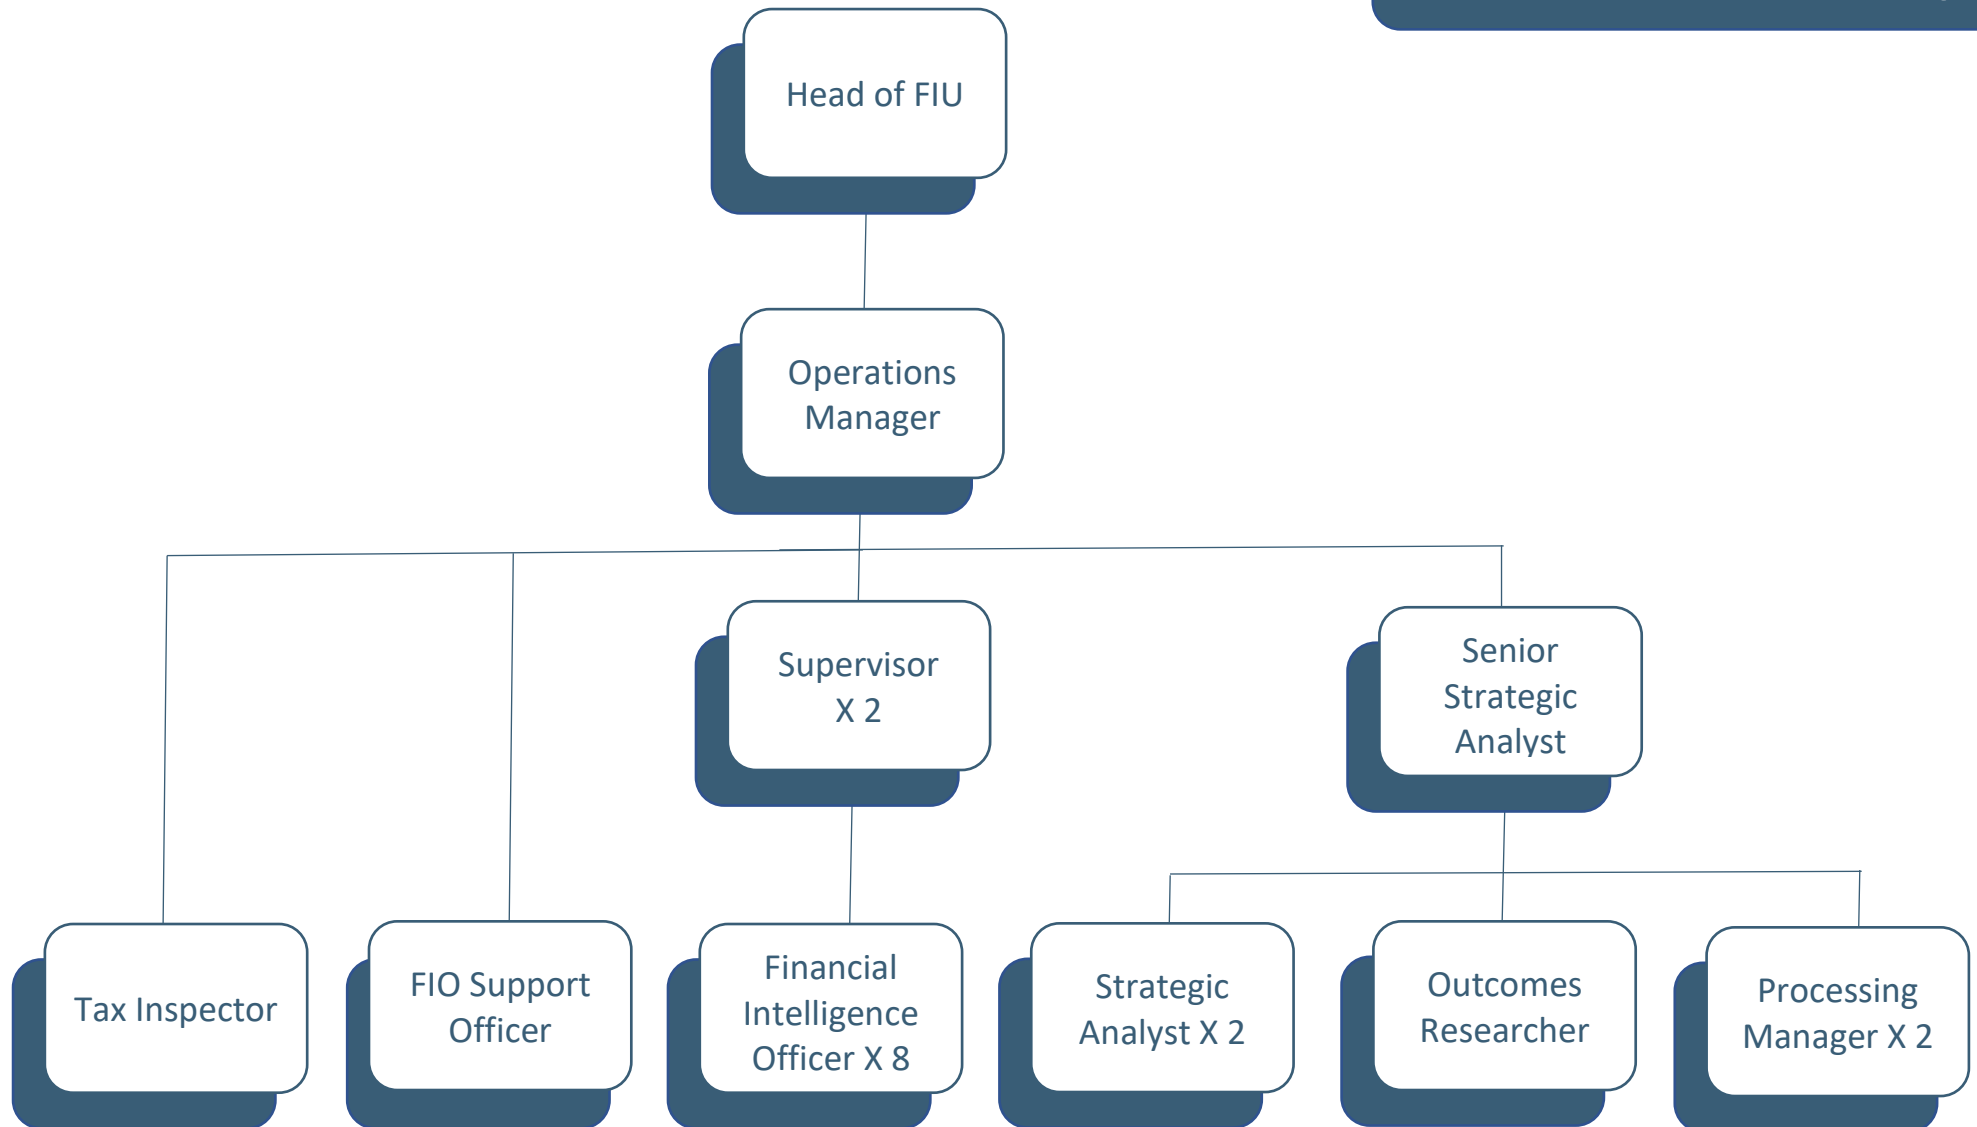 Head of FIU
Operations
Manager
Supervisor
X 2
Senior
Strategic
Analyst
Tax Inspector
FIO Support
Officer
Financial
Intelligence
Officer X 8
Strategic
Analyst X 2
Outcomes
Researcher
Processing
Manager X 2